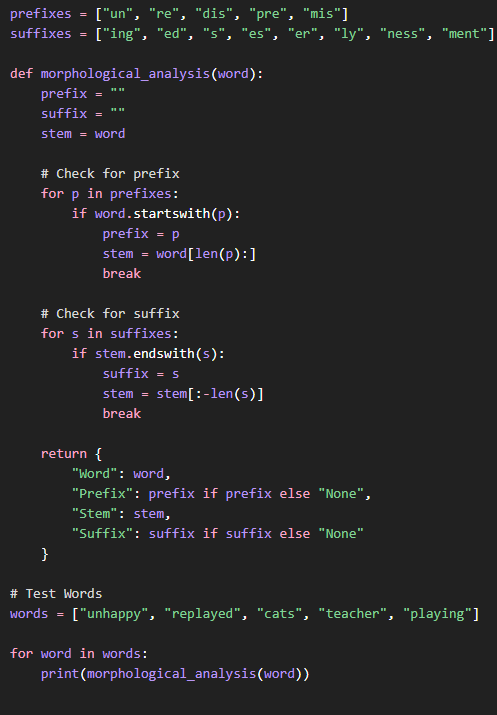 prefixes = ["un", "re", "dis", "pre", "mis"]
suffixes = ["ing", "ed", "s", "es", "er", "ly", "ness", "ment"]

def morphological_analysis(word):
    prefix = ""
    suffix = ""
    stem = word

    # Check for prefix
    for p in prefixes:
        if word.startswith(p):
            prefix = p
            stem = word[len(p):]
            break

    # Check for suffix
    for s in suffixes:
        if stem.endswith(s):
            suffix = s
            stem = stem[:-len(s)]
            break

    return {
        "Word": word,
        "Prefix": prefix if prefix else "None",
        "Stem": stem,
        "Suffix": suffix if suffix else "None"
    }

# Test Words
words = ["unhappy", "replayed", "cats", "teacher", "playing"]

for word in words:
    print(morphological_analysis(word))